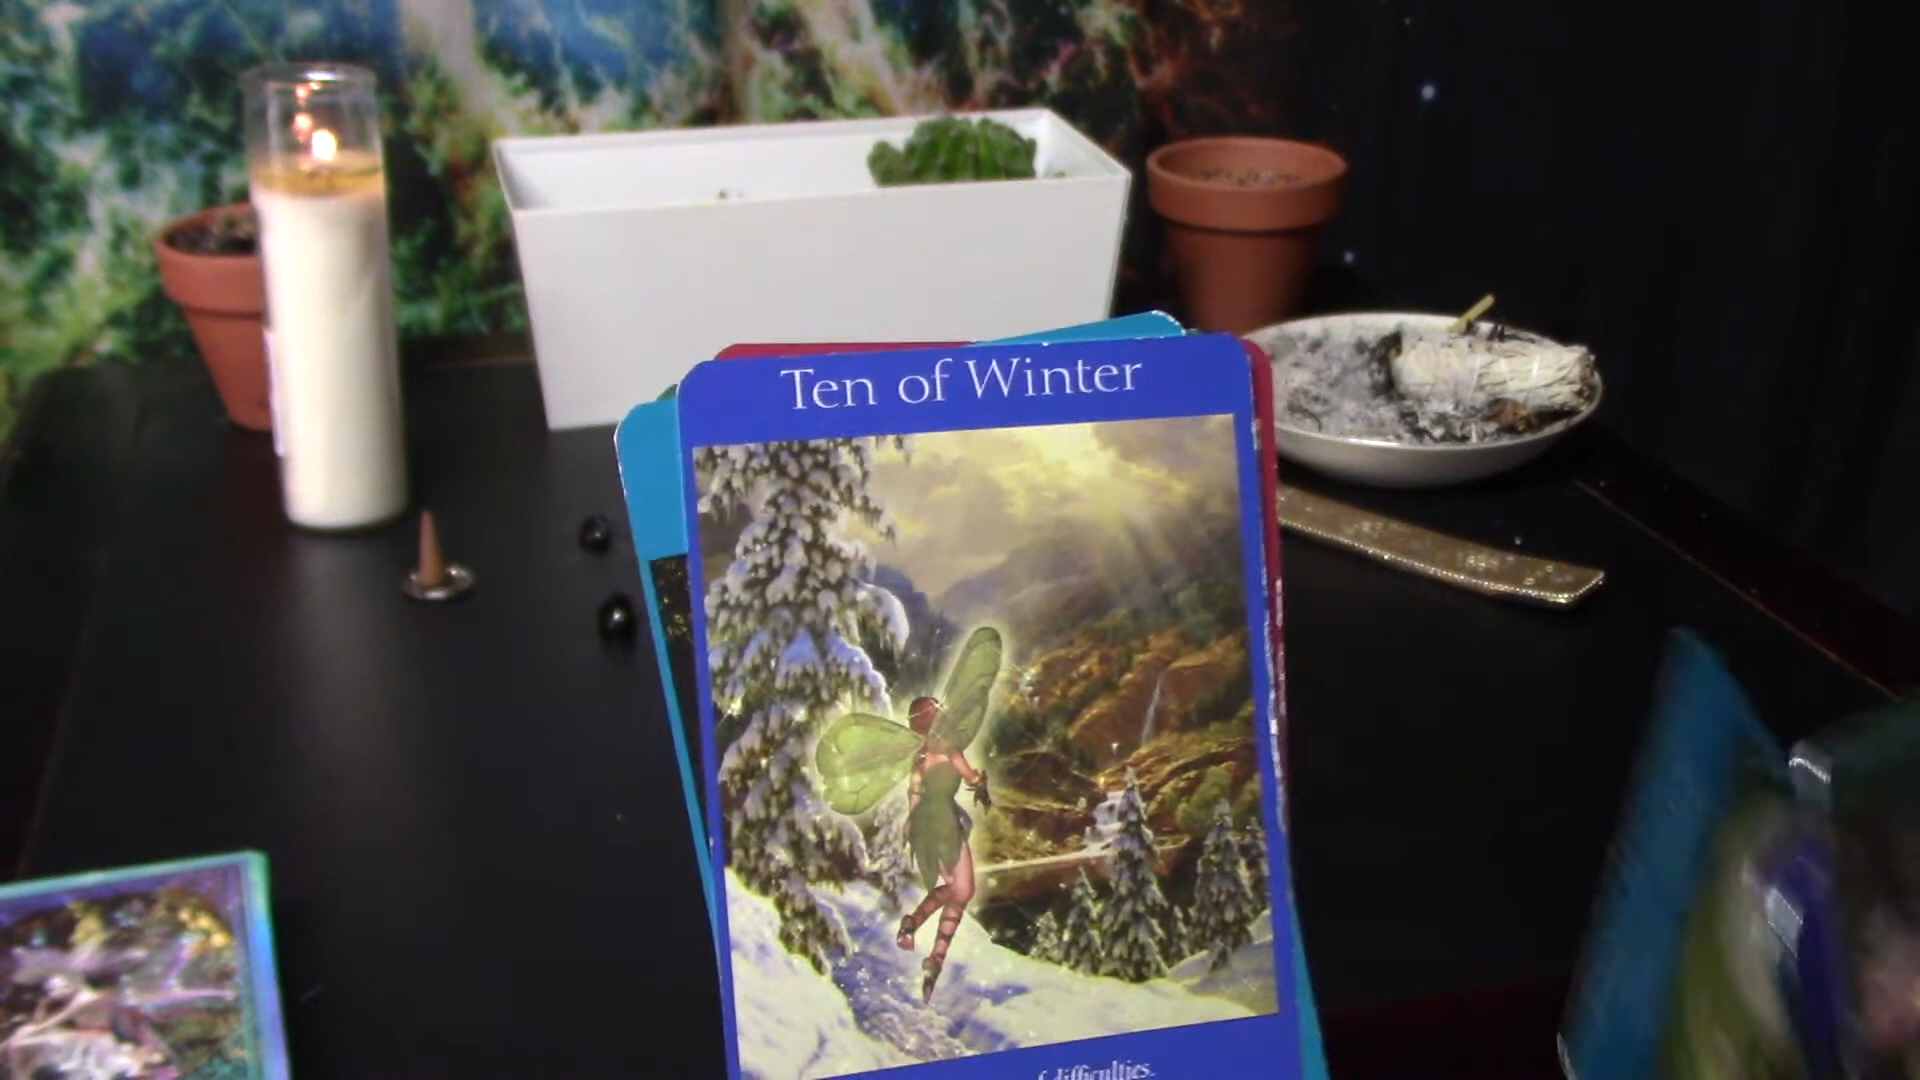 Ten of Winter
f difficulties.